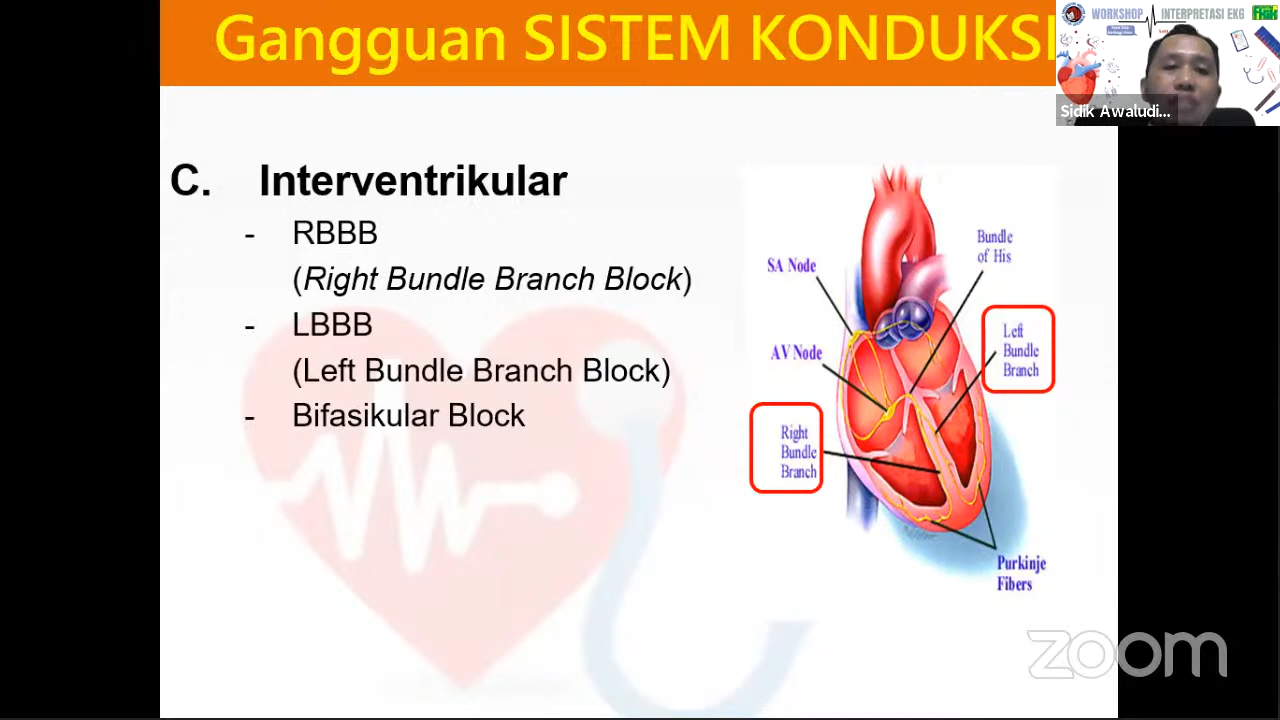 Gangguan SISTEM KONDUKSI
WORKSHOP INTERPRETASI EKG
Sidik Awaludi...
C. Interventrikular
- RBBB
(Right Bundle Branch Block)
- LBBB
(Left Bundle Branch Block)
- Bifasikular Block
Bundle
of His
SA Node
Left
Bundle
Branch
AV Node
Right
Bundle
Branch
Purkinje
Fibers
zoom